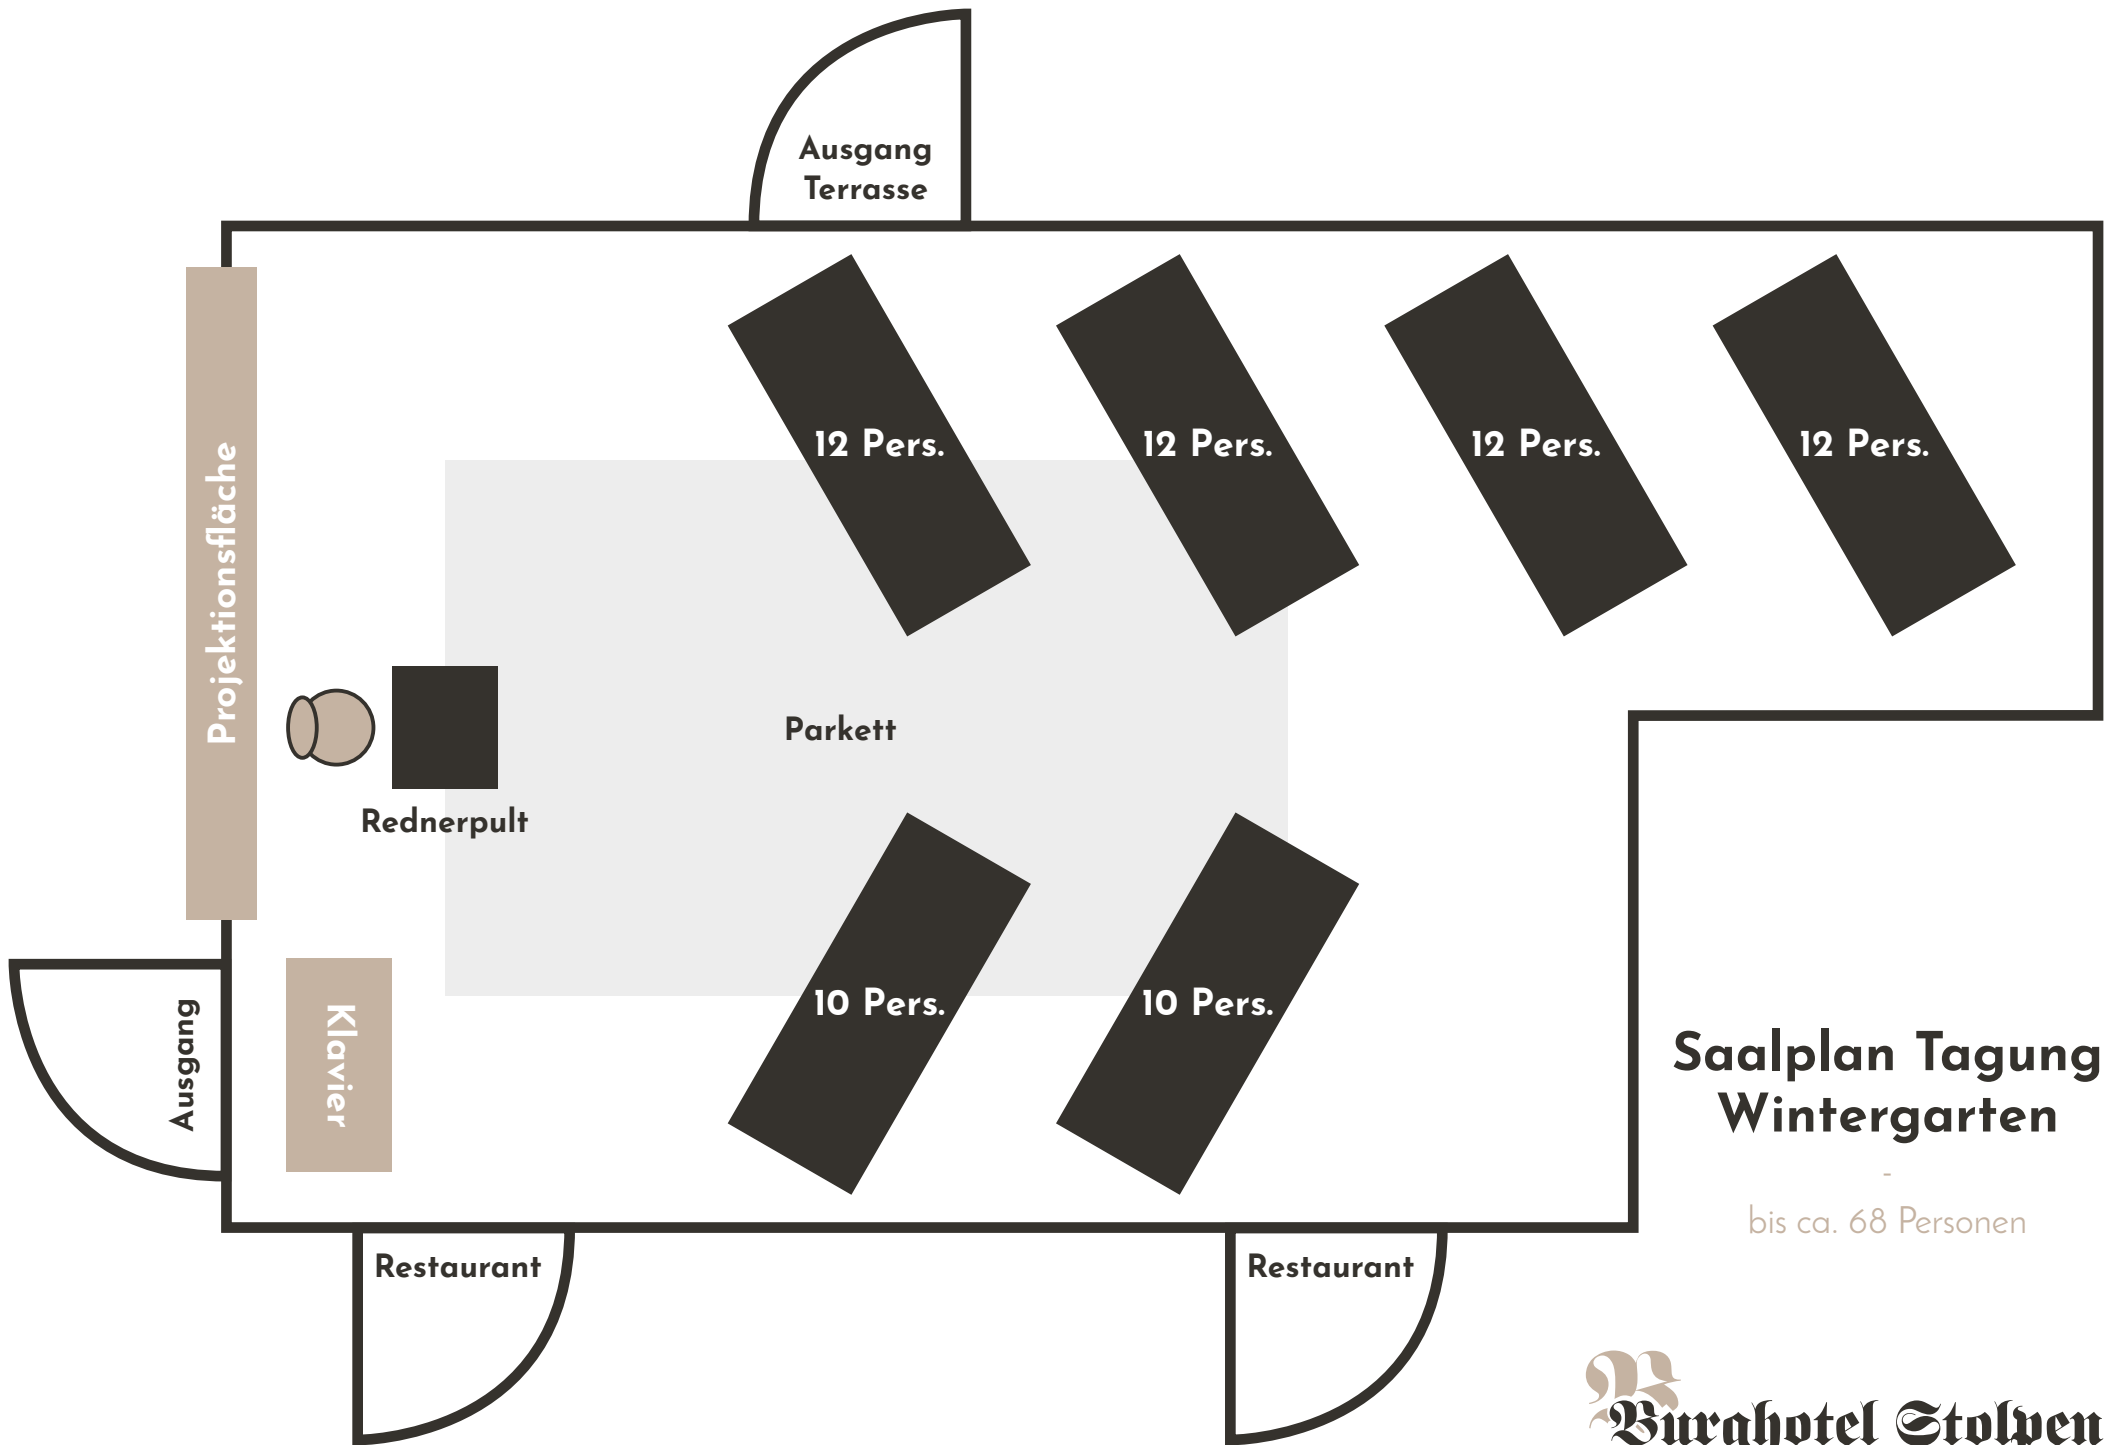 Ausgang
Terrasse
12 Pers.
12 Pers.
12 Pers.
12 Pers.
Projektionsfläche
Parkett
Rednerpult
10 Pers.
10 Pers.
Klavier
Ausgang
Saalplan Tagung
Wintergarten
-
bis ca. 68 Personen
Restaurant
Restaurant
B
Burghotel Stolpen